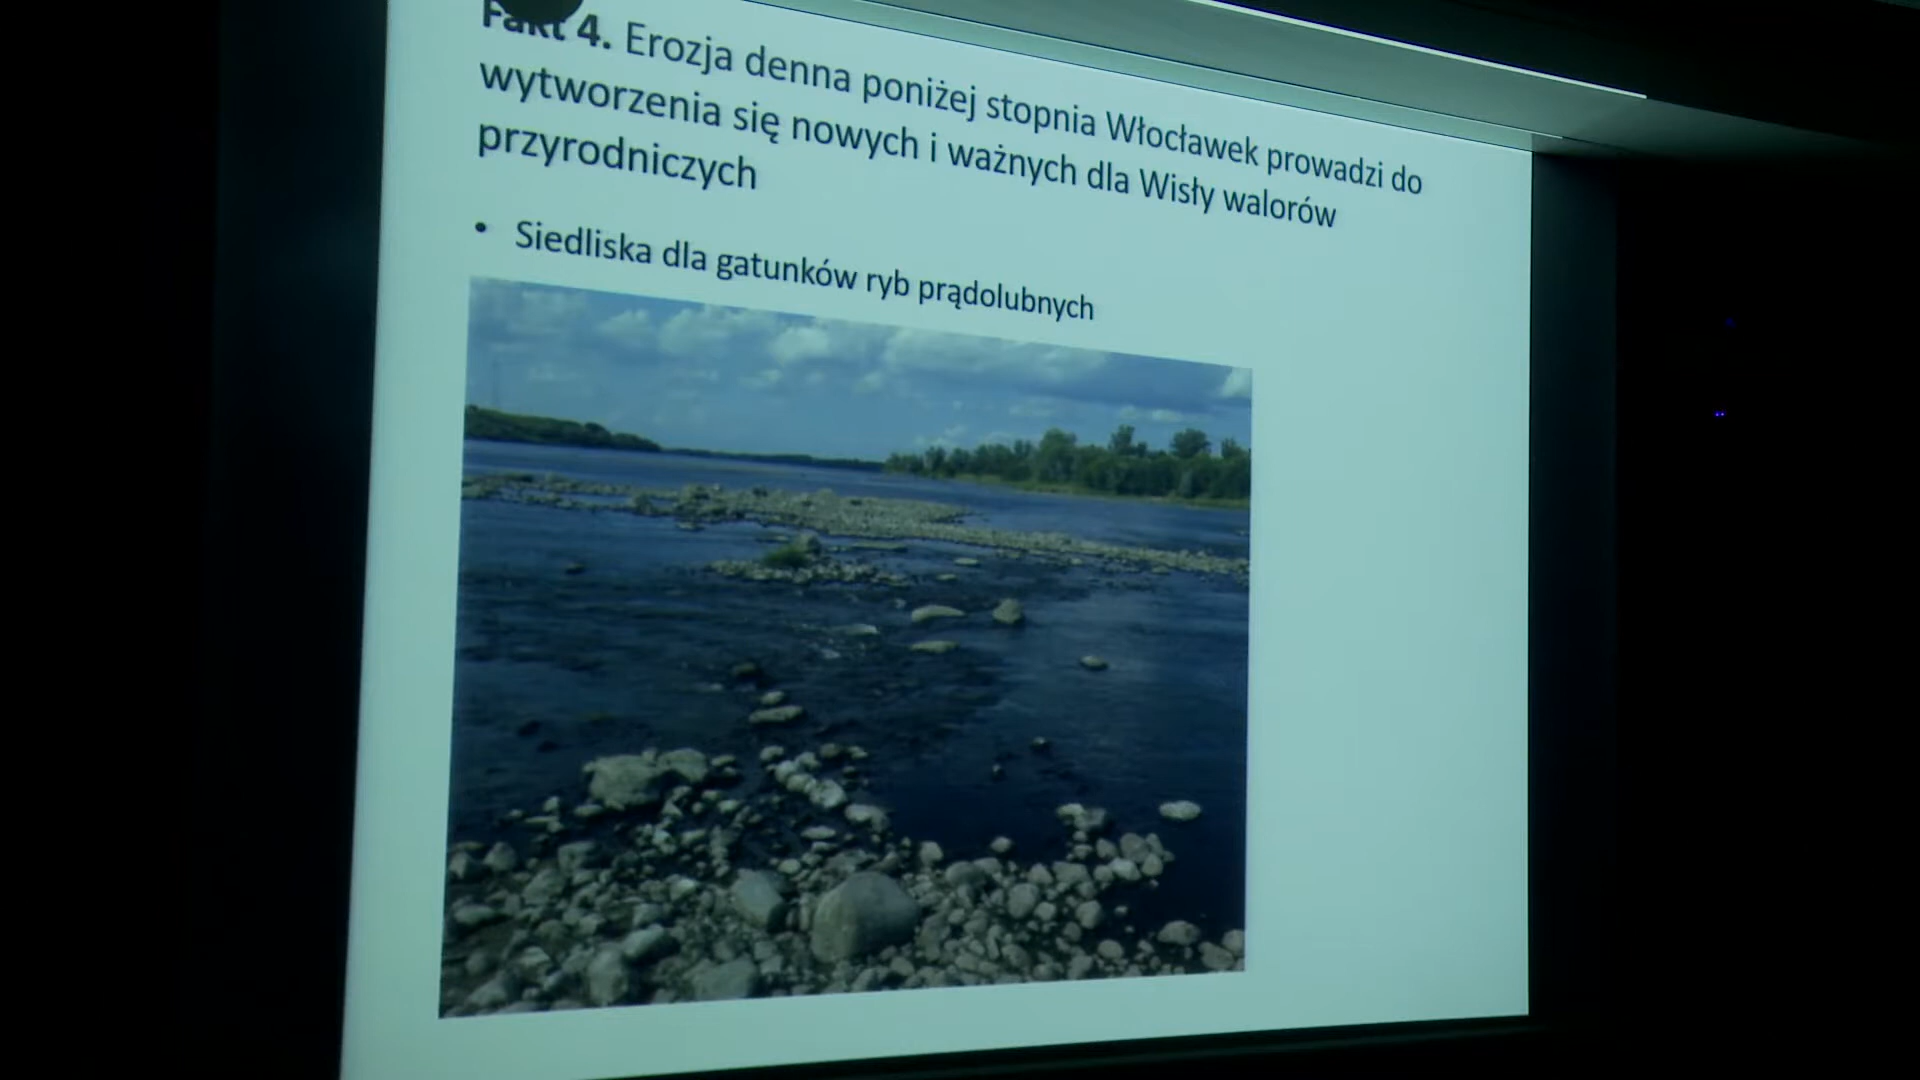 Fakt 4. Erozja denna poniżej stopnia Włocławek prowadzi do
wytworzenia się nowych i ważnych dla Wisły walorów
przyrodniczych
• Siedliska dla gatunków ryb prądolubnych